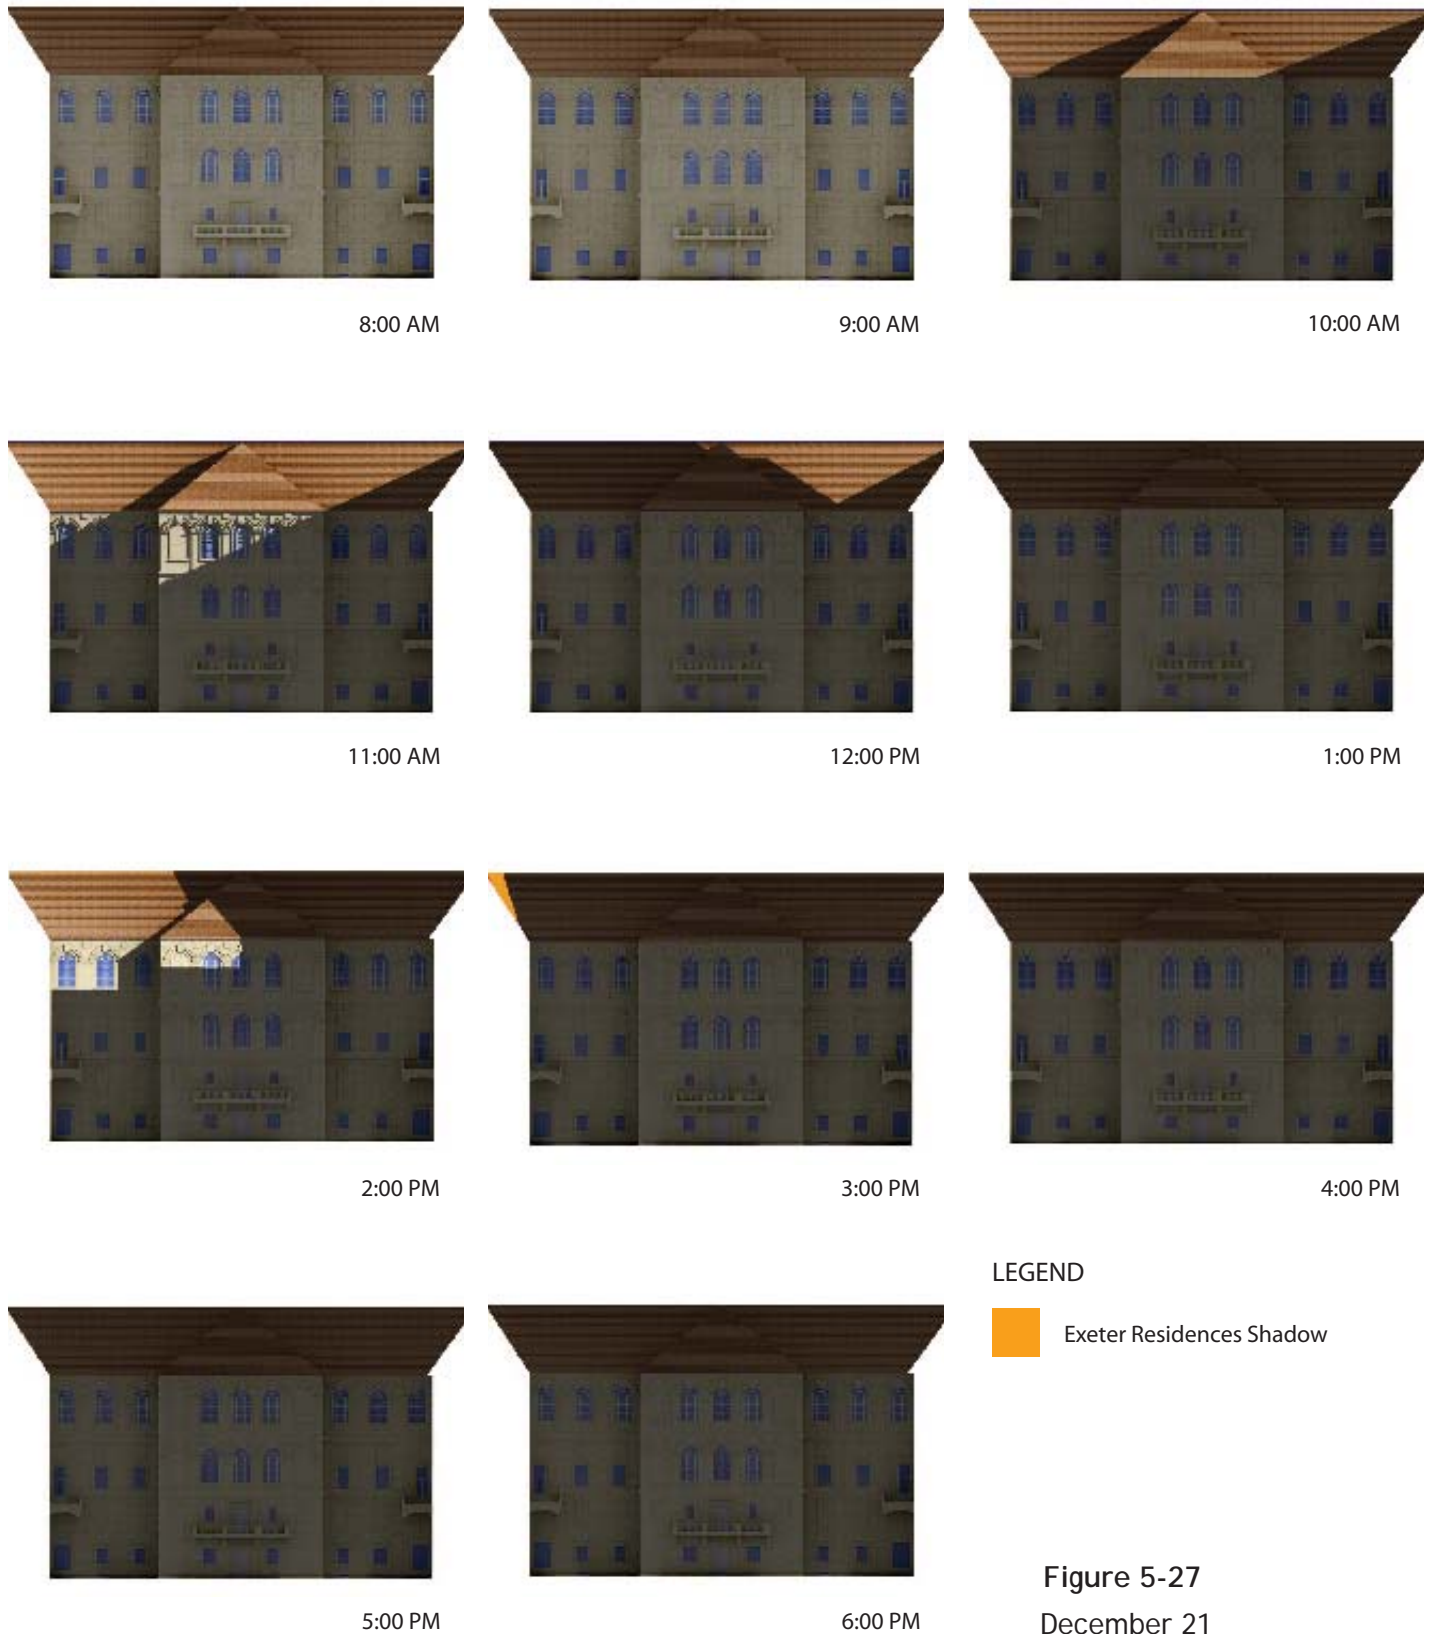 8:00 AM
9:00 AM
10:00 AM
11:00 AM
12:00 PM
1:00 PM
2:00 PM
3:00 PM
4:00 PM
LEGEND
Exeter Residences Shadow
5:00 PM
6:00 PM
Figure 5-27
December 21